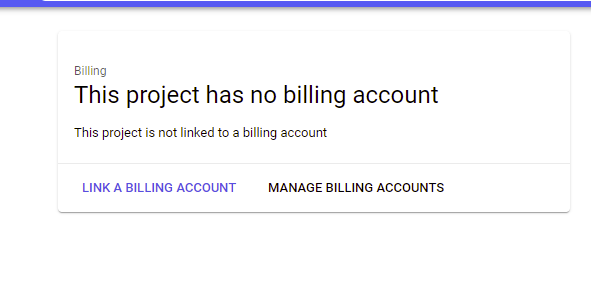 Billing
This project has no billing account
This project is not linked to a billing account
LINK A BILLING ACCOUNT
MANAGE BILLING ACCOUNTS